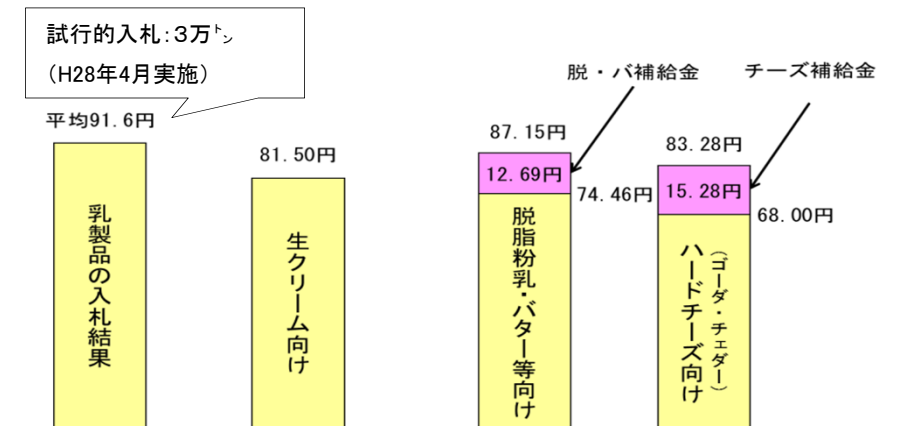 試行的入札：３万㌧
（H28年4月実施）
平均91.6円
乳製品の入札結果
81.50円
生クリーム向け
脱・バ補給金
87.15円
12.69円
74.46円
脱脂粉乳・バター等向け
チーズ補給金
83.28円
15.28円
68.00円
ハードチーズ向け
（ゴーダ・チェダー）